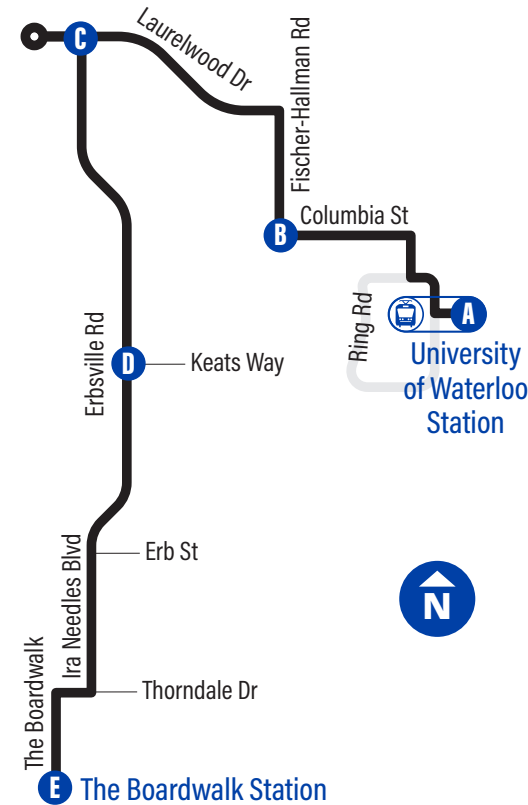 C
Laurelwood Dr
Fischer-Hallman Rd
B
Columbia St
Ring Rd
A
University
of Waterloo
Station
Erbsville Rd
D
Keats Way
Ira Needles Blvd
Erb St
N
The Boardwalk
Thorndale Dr
E
The Boardwalk Station